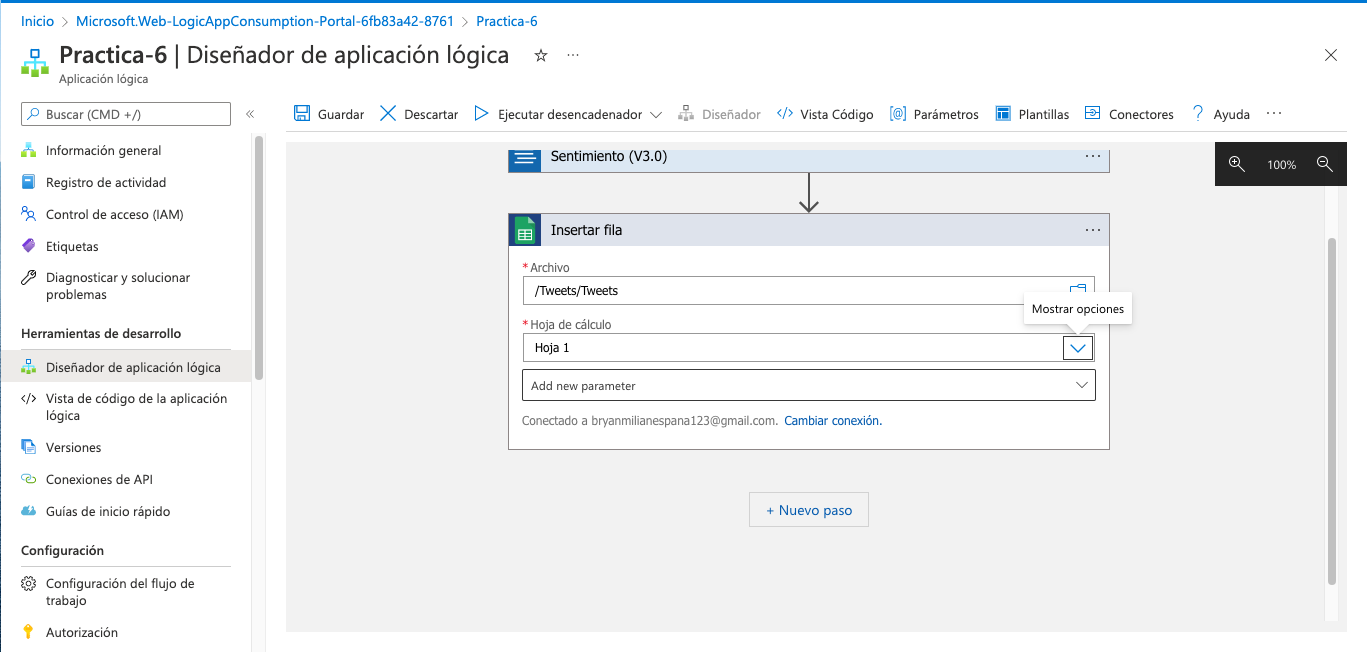 Inicio > Microsoft.Web-LogicAppConsumption-Portal-6fb83a42-8761 > Practica-6
Practica-6 | Diseñador de aplicación lógica
Aplicación lógica
Buscar (CMD +/)
Guardar Descartar Ejecutar desencadenador Diseñador Vista Código Parámetros Plantillas Conectores Ayuda
Información general
Registro de actividad
Control de acceso (IAM)
Etiquetas
Diagnosticar y solucionar
problemas
Herramientas de desarrollo
Diseñador de aplicación lógica
Vista de código de la aplicación
lógica
Versiones
Conexiones de API
Guías de inicio rápido
Configuración
Configuración del flujo de
trabajo
Autorización
Sentimiento (V3.0)
100%
Insertar fila
* Archivo
/Tweets/Tweets
Mostrar opciones
* Hoja de cálculo
Hoja 1
Add new parameter
Conectado a bryanmilianespana123@gmail.com. Cambiar conexión.
+ Nuevo paso